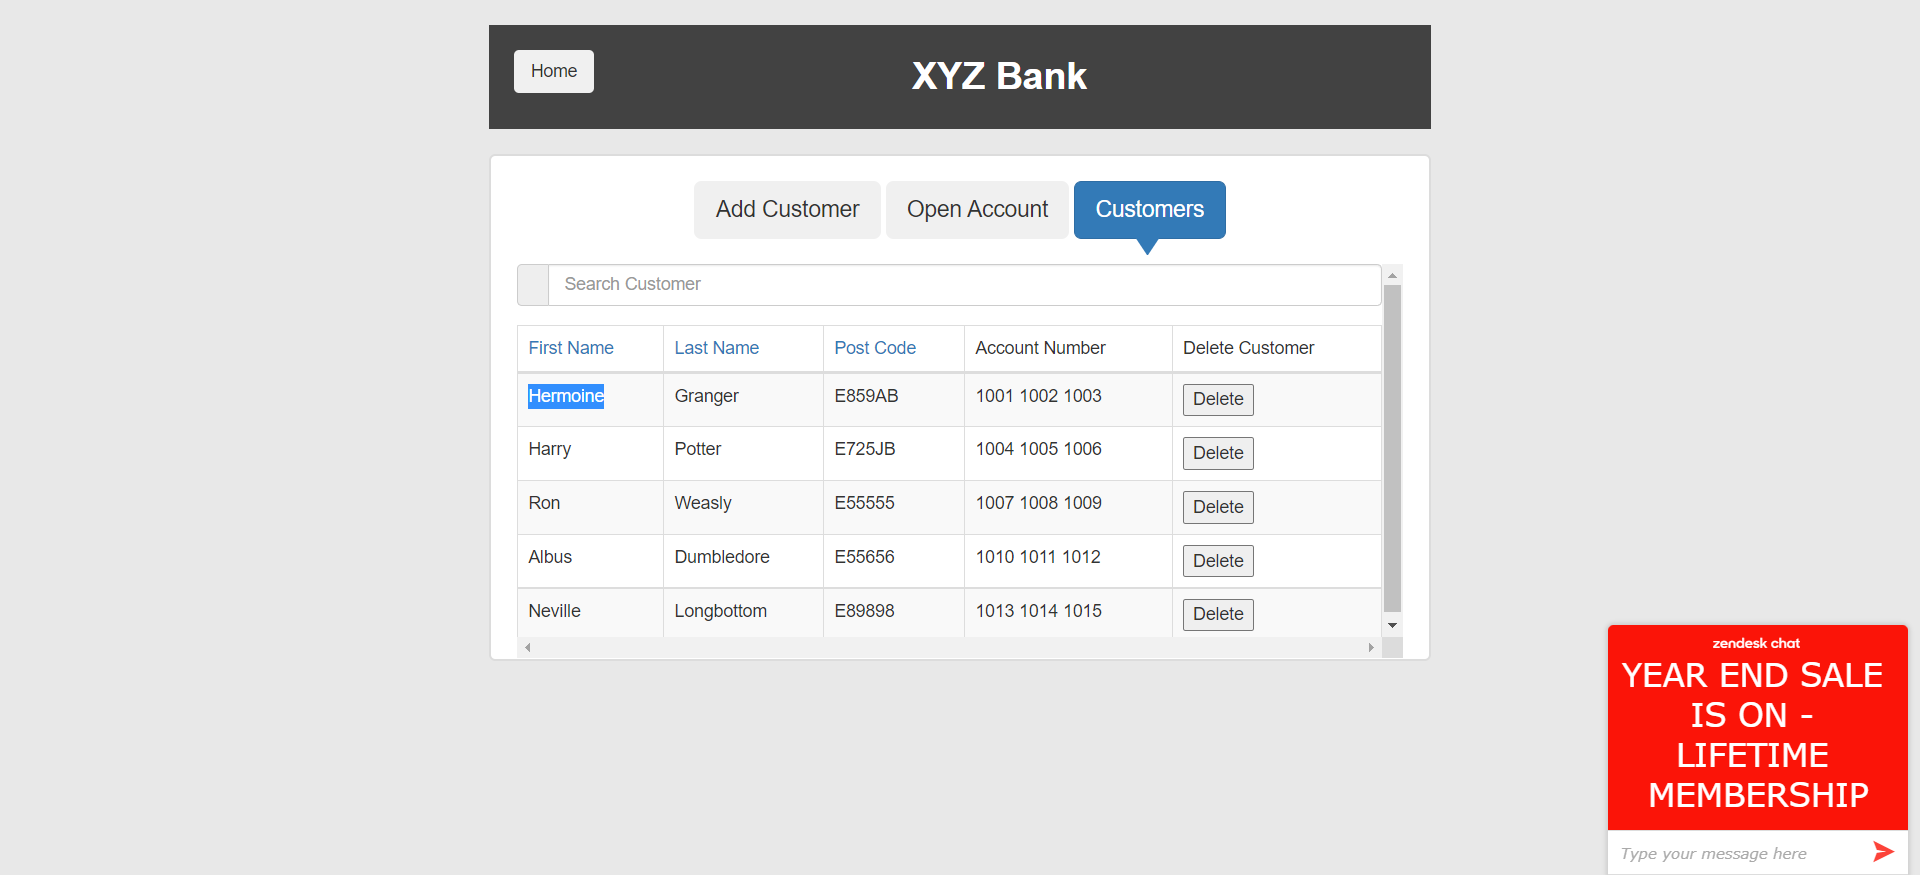 Home
XYZ Bank
Add Customer Open Account Customers
Search Customer
First Name Last Name Post Code Account Number Delete Customer
Hermoine Granger E859AB 1001 1002 1003 Delete
Harry Potter E725JB 1004 1005 1006 Delete
Ron Weasly E55555 1007 1008 1009 Delete
Albus Dumbledore E55656 1010 1011 1012 Delete
Neville Longbottom E89898 1013 1014 1015 Delete
zendesk chat
YEAR END SALE
IS ON -
LIFETIME
MEMBERSHIP
Type your message here